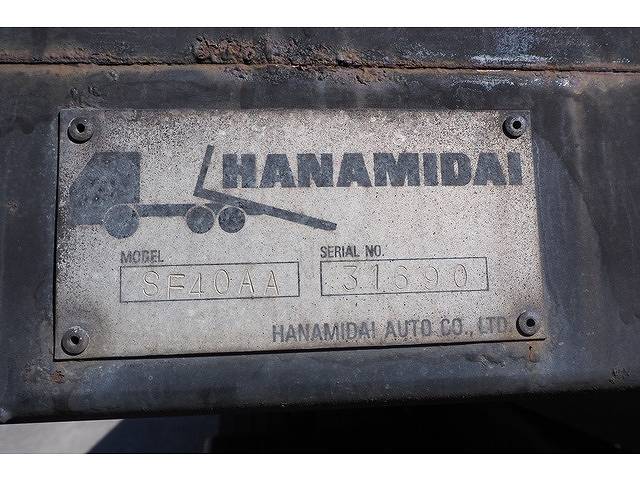 HANAMIDAI
MODEL SERIAL NO.
SF40AA 31690
HANAMIDAI AUTO CO., LTD.